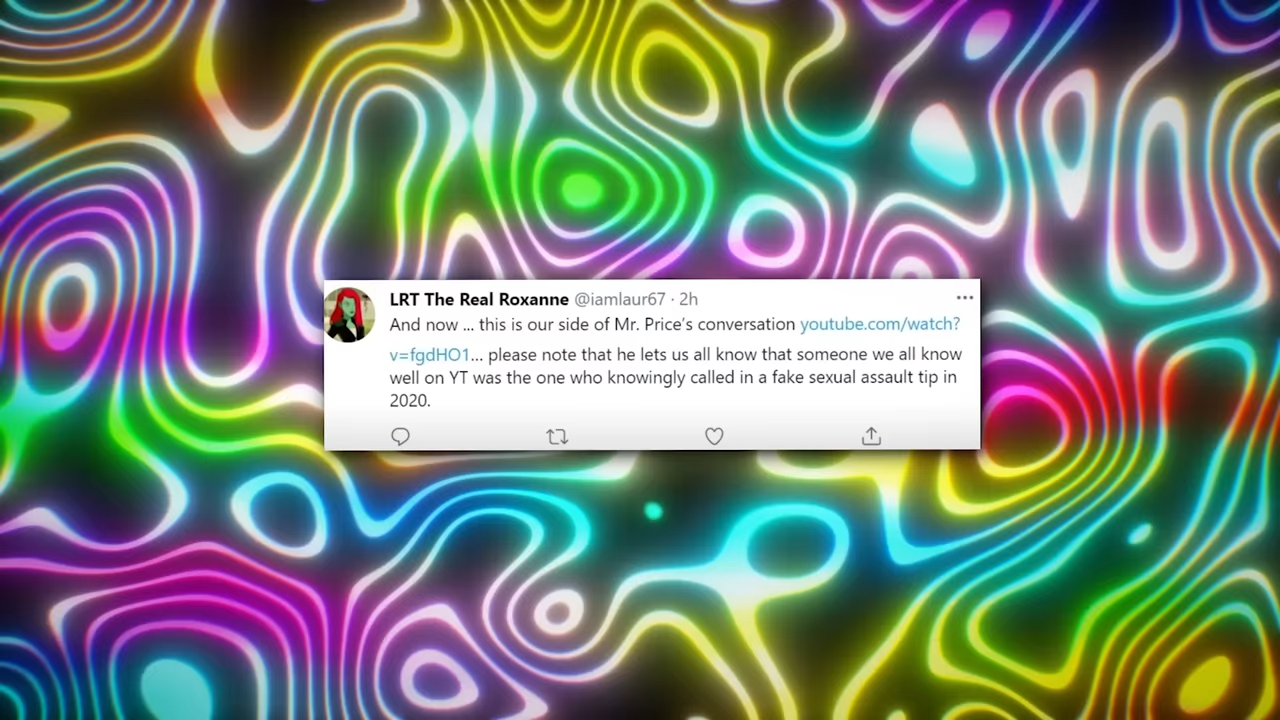 LRT The Real Roxanne @iamlaur67 · 2h
And now ... this is our side of Mr. Price's conversation youtube.com/watch?
v=fgdHO1... please note that he lets us all know that someone we all know
well on YT was the one who knowingly called in a fake sexual assault tip in
2020.